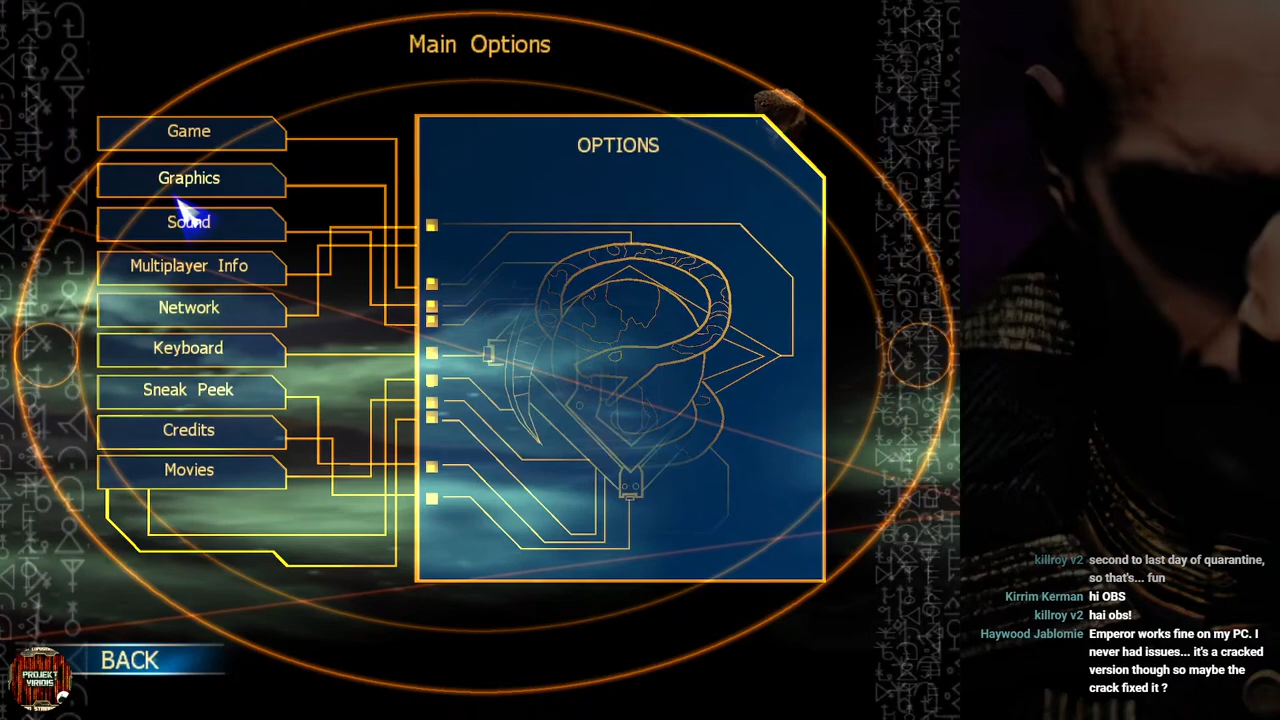 Main Options
Game
Graphics
Sound
Multiplayer Info
Network
Keyboard
Sneak Peek
Credits
Movies
OPTIONS
BACK
PROJEKT
VIRIDIS
killroy v2 second to last day of quarantine,
so that's... fun
Kirrim Kerman hi OBS
killroy v2 hai obs!
Haywood Jablomie Emperor works fine on my PC. I
never had issues... it's a cracked
version though so maybe the
crack fixed it ?